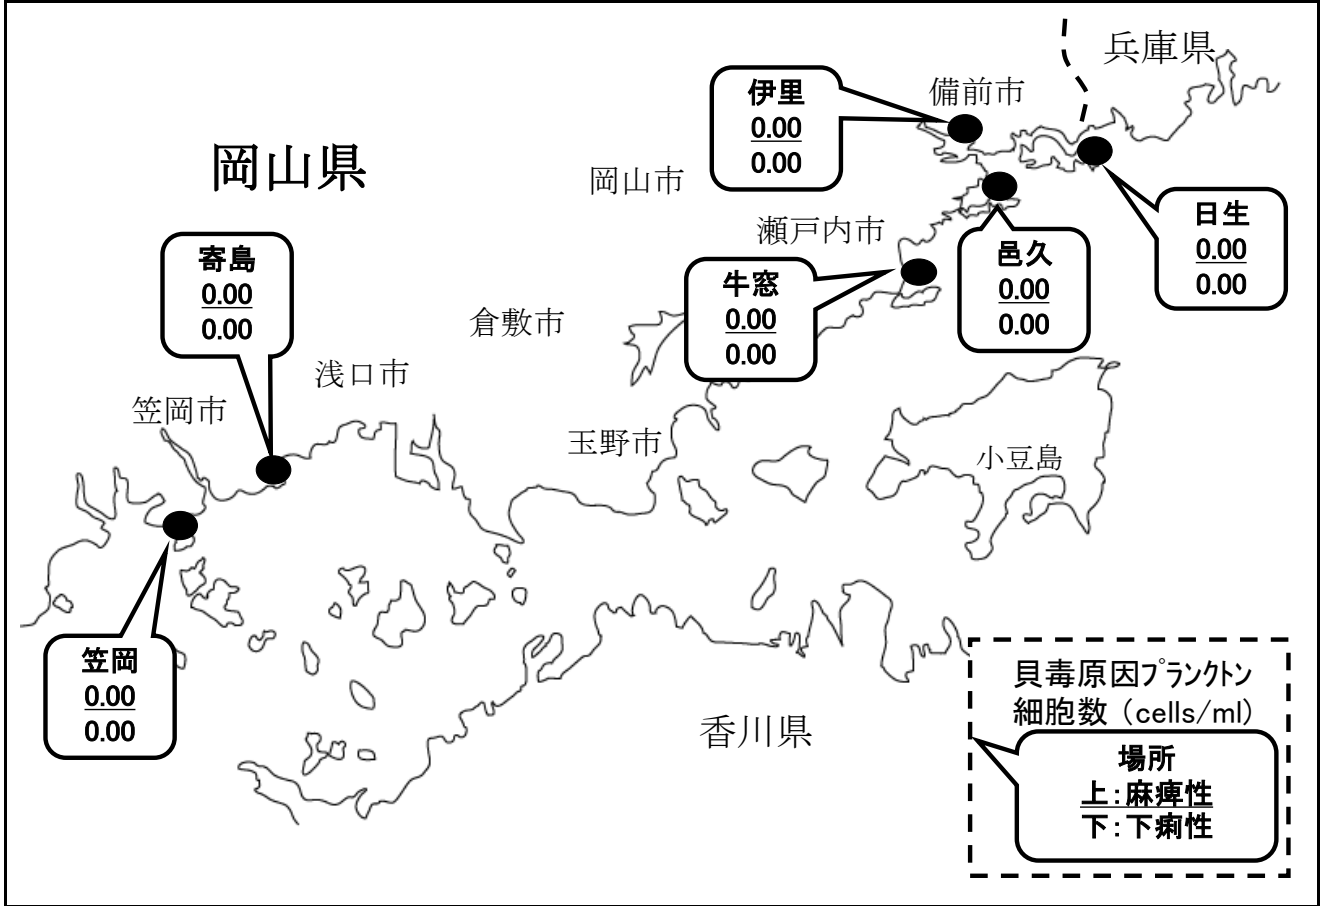 兵庫県
伊里
0.00
0.00
備前市
岡山県
岡山市
日生
0.00
0.00
瀬戸内市
寄島
0.00
0.00
牛窓
0.00
0.00
邑久
0.00
0.00
倉敷市
浅口市
笠岡市
玉野市
小豆島
笠岡
0.00
0.00
香川県
貝毒原因プランクトン
細胞数 (cells/ml)
場所
上:麻痺性
下:下痢性